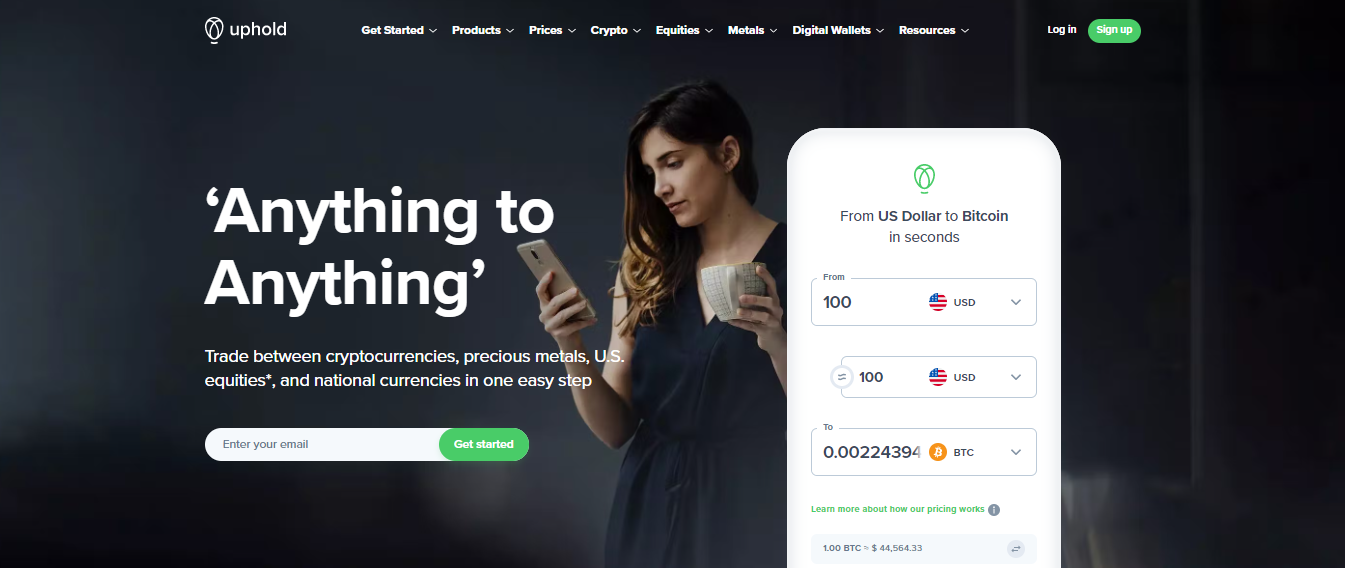 uphold
Get Started Products Prices Crypto Equities Metals Digital Wallets Resources Log in Sign up
‘Anything to
Anything’
Trade between cryptocurrencies, precious metals, U.S.
equities*, and national currencies in one easy step
Enter your email Get started
From US Dollar to Bitcoin
in seconds
From
100 USD
100 USD
To
0.00224394 BTC
Learn more about how our pricing works
1.00 BTC ≈ $ 44,564.33